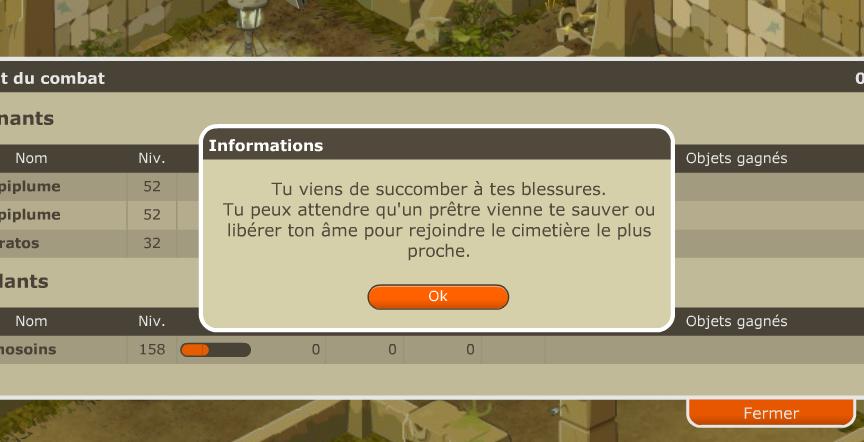 t du combat 0
nants
Nom Niv. Objets gagnés
piplume 52
piplume 52
ratos 32
Informations
Tu viens de succomber à tes blessures.
Tu peux attendre qu'un prêtre vienne te sauver ou
libérer ton âme pour rejoindre le cimetière le plus
proche.
Ok
dants
Nom Niv. Objets gagnés
nosoins 158 0 0 0
Fermer